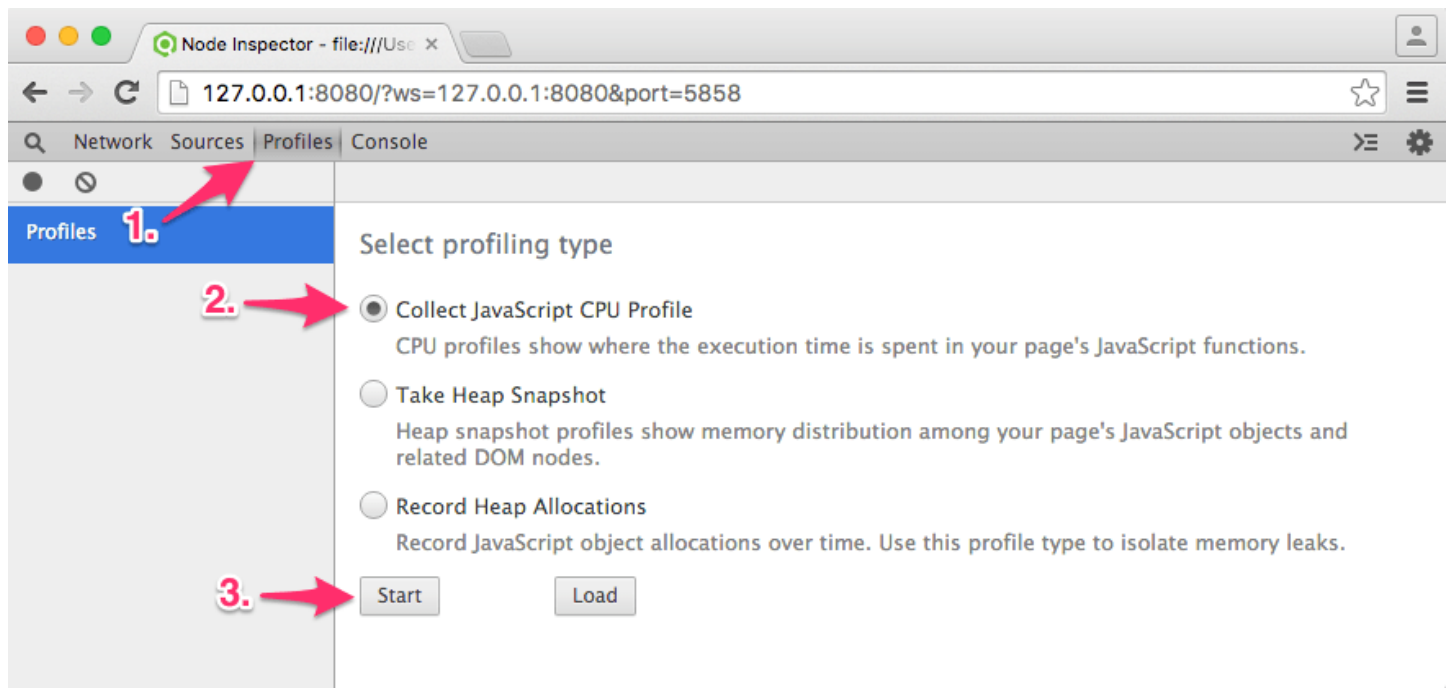 Node Inspector - file:///Use
127.0.0.1:8080/?ws=127.0.0.1:8080&port=5858
Network Sources Profiles Console
Profiles
1.
Select profiling type
2.
Collect JavaScript CPU Profile
CPU profiles show where the execution time is spent in your page's JavaScript functions.
Take Heap Snapshot
Heap snapshot profiles show memory distribution among your page's JavaScript objects and
related DOM nodes.
Record Heap Allocations
Record JavaScript object allocations over time. Use this profile type to isolate memory leaks.
3.
Start Load